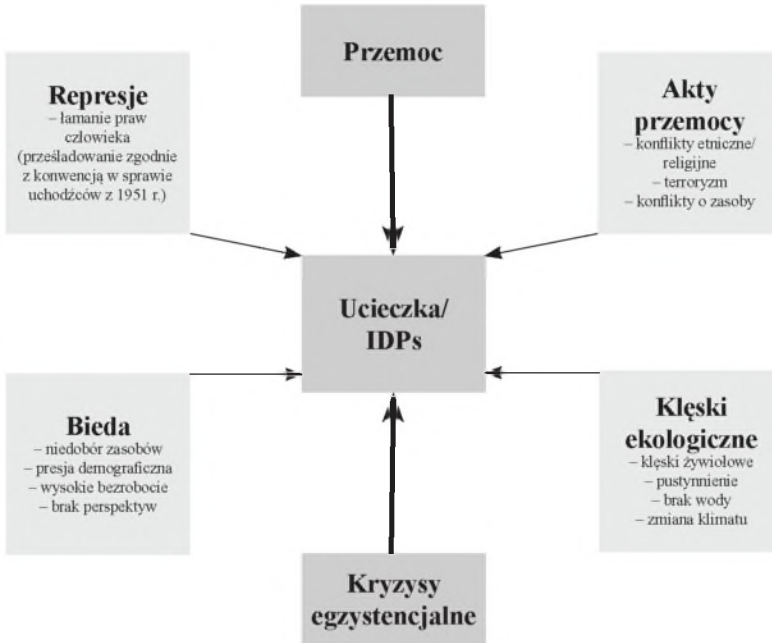 Przemoc
Represje
– łamanie praw
człowieka
(prześladowanie zgodnie
z konwencją w sprawie
uchodźców z 1951 r.)
Akty
przemocy
– konflikty etniczne/
religijne
– terroryzm
– konflikty o zasoby
Ucieczka/
IDPs
Bieda
– niedobór zasobów
– presja demograficzna
– wysokie bezrobocie
– brak perspektyw
Klęski
ekologiczne
– klęski żywiołowe
– pustynnienie
– brak wody
– zmiana klimatu
Kryzysy
egzystencjalne